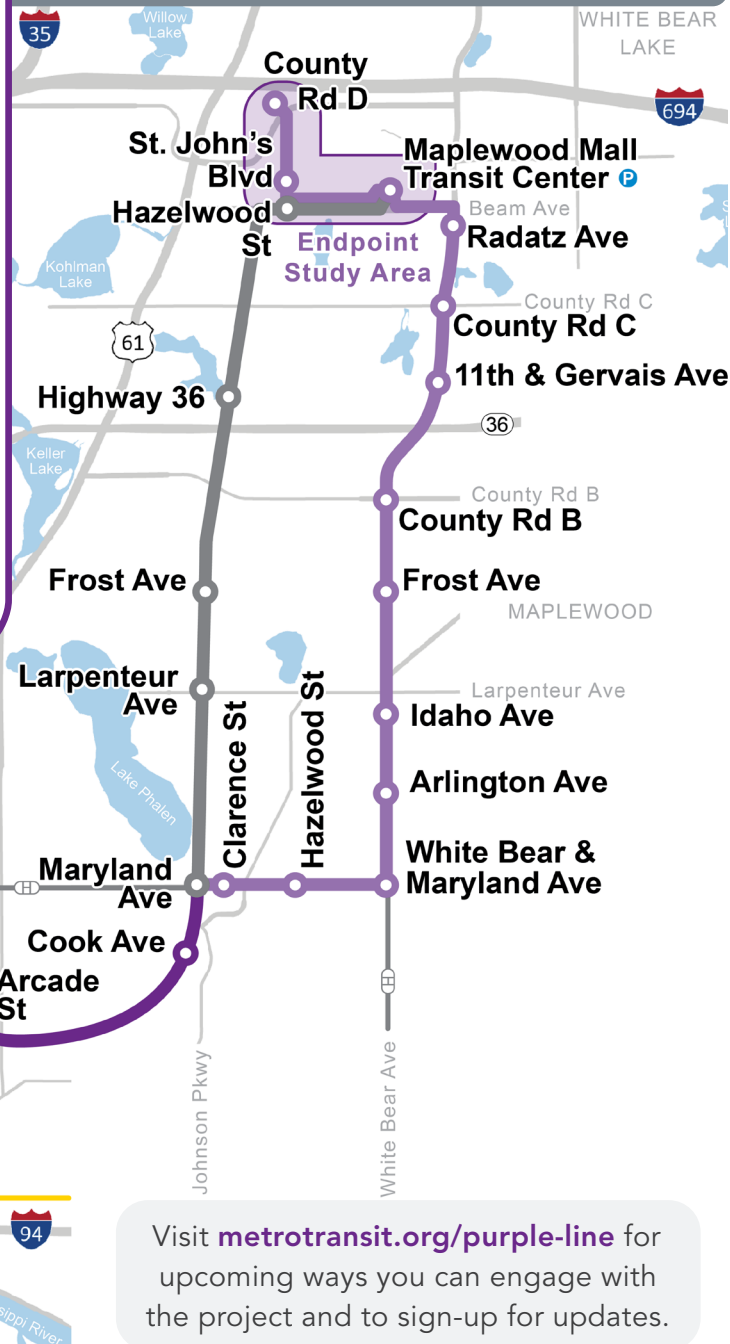 35
Willow
Lake
WHITE BEAR
LAKE
County
Rd D
694
St. John's
Blvd
Maplewood Mall
Transit Center P
Hazelwood
St
Beam Ave
Radatz Ave
Endpoint
Study Area
Kohlman
Lake
County Rd C
County Rd C
61
11th & Gervais Ave
Highway 36
36
Keller
Lake
County Rd B
County Rd B
Frost Ave
Frost Ave
MAPLEWOOD
Larpenteur
Ave
Larpenteur Ave
Idaho Ave
Clarence St
Hazelwood St
Lake Phalen
Arlington Ave
White Bear &
Maryland Ave
Maryland
Ave
H
Cook Ave
Arcade
St
H
Johnson Pkwy
White Bear Ave
94
Visit metrotransit.org/purple-line for
upcoming ways you can engage with
the project and to sign-up for updates.
River